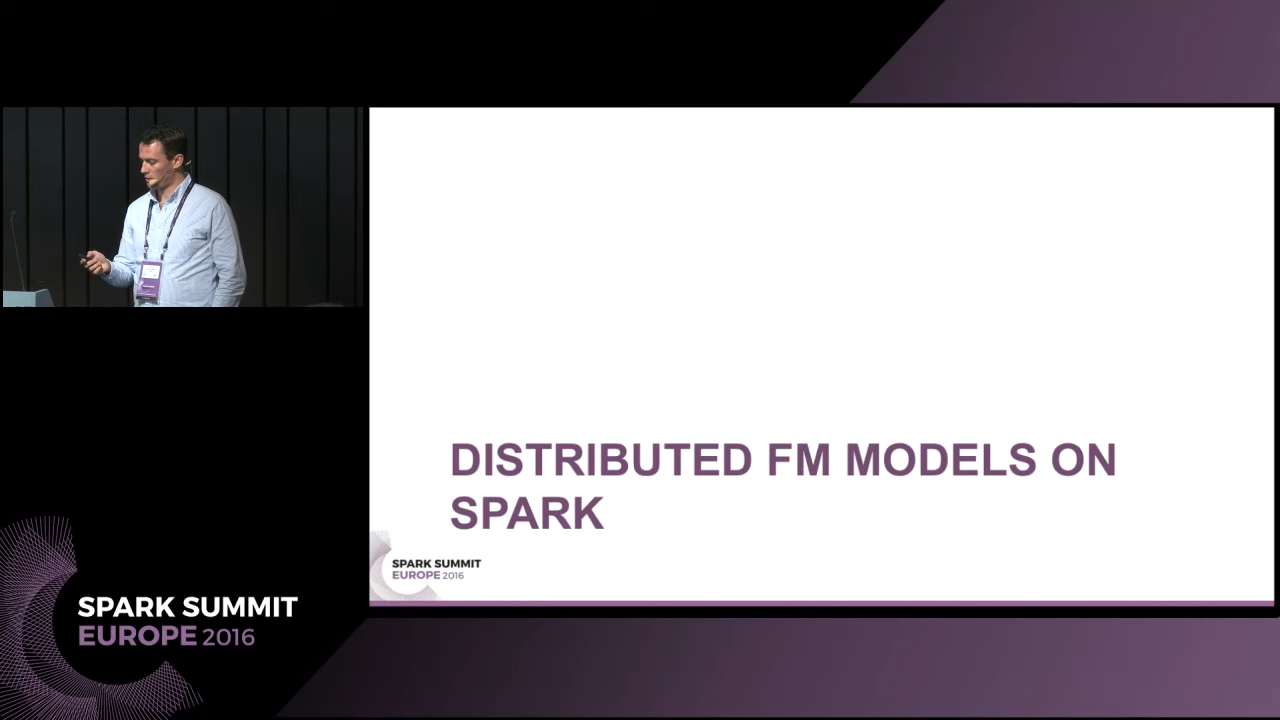 DISTRIBUTED FM MODELS ON
SPARK
SPARK SUMMIT
EUROPE 2016
SPARK SUMMIT
EUROPE 2016